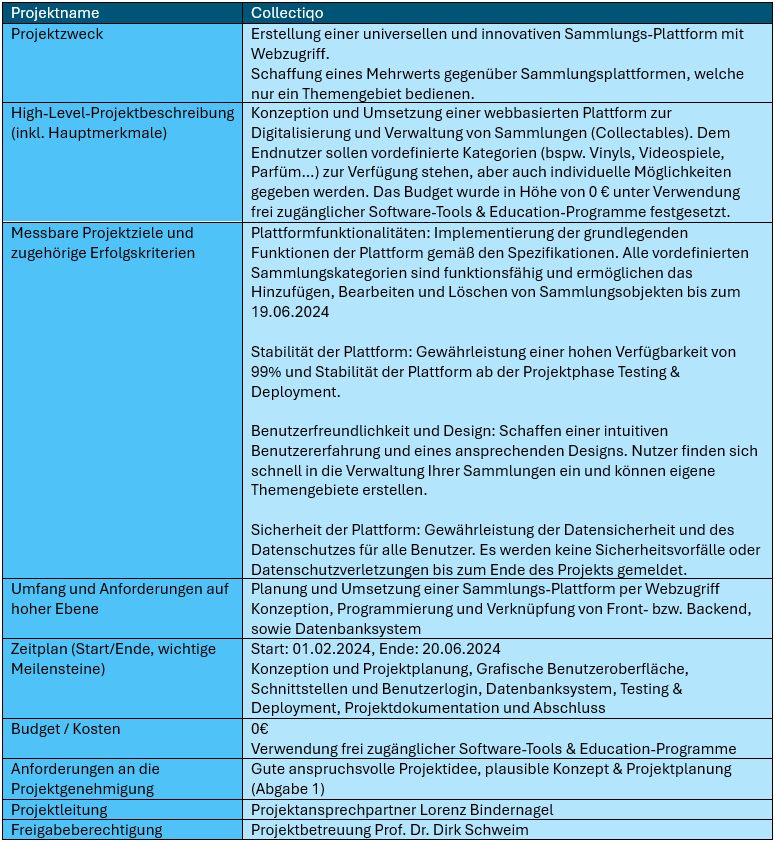 Projektname
Collectiqo
Projektzweck
Erstellung einer universellen und innovativen Sammlungs-Plattform mit
Webzugriff.
Schaffung eines Mehrwerts gegenüber Sammlungsplattformen, welche
nur ein Themengebiet bedienen.
High-Level-Projektbeschreibung
(inkl. Hauptmerkmale)
Konzeption und Umsetzung einer webbasierten Plattform zur
Digitalisierung und Verwaltung von Sammlungen (Collectables). Dem
Endnutzer sollen vordefinierte Kategorien (bspw. Vinyls, Videospiele,
Parfüm...) zur Verfügung stehen, aber auch individuelle Möglichkeiten
gegeben werden. Das Budget wurde in Höhe von 0 € unter Verwendung
frei zugänglicher Software-Tools & Education-Programme festgesetzt.
Messbare Projektziele und
zugehörige Erfolgskriterien
Plattformfunktionalitäten: Implementierung der grundlegenden
Funktionen der Plattform gemäß den Spezifikationen. Alle vordefinierten
Sammlungskategorien sind funktionsfähig und ermöglichen das
Hinzufügen, Bearbeiten und Löschen von Sammlungsobjekten bis zum
19.06.2024
Stabilität der Plattform: Gewährleistung einer hohen Verfügbarkeit von
99% und Stabilität der Plattform ab der Projektphase Testing &
Deployment.
Benutzerfreundlichkeit und Design: Schaffen einer intuitiven
Benutzererfahrung und eines ansprechenden Designs. Nutzer finden sich
schnell in die Verwaltung Ihrer Sammlungen ein und können eigene
Themengebiete erstellen.
Sicherheit der Plattform: Gewährleistung der Datensicherheit und des
Datenschutzes für alle Benutzer. Es werden keine Sicherheitsvorfälle oder
Datenschutzverletzungen bis zum Ende des Projekts gemeldet.
Umfang und Anforderungen auf
hoher Ebene
Planung und Umsetzung einer Sammlungs-Plattform per Webzugriff
Konzeption, Programmierung und Verknüpfung von Front- bzw. Backend,
sowie Datenbanksystem
Zeitplan (Start/Ende, wichtige
Meilensteine)
Start: 01.02.2024, Ende: 20.06.2024
Konzeption und Projektplanung, Grafische Benutzeroberfläche,
Schnittstellen und Benutzerlogin, Datenbanksystem, Testing &
Deployment, Projektdokumentation und Abschluss
Budget / Kosten
0€
Verwendung frei zugänglicher Software-Tools & Education-Programme
Anforderungen an die
Projektgenehmigung
Gute anspruchsvolle Projektidee, plausible Konzept & Projektplanung
(Abgabe 1)
Projektleitung
Projektansprechpartner Lorenz Bindernagel
Freigabeberechtigung
Projektbetreuung Prof. Dr. Dirk Schweim